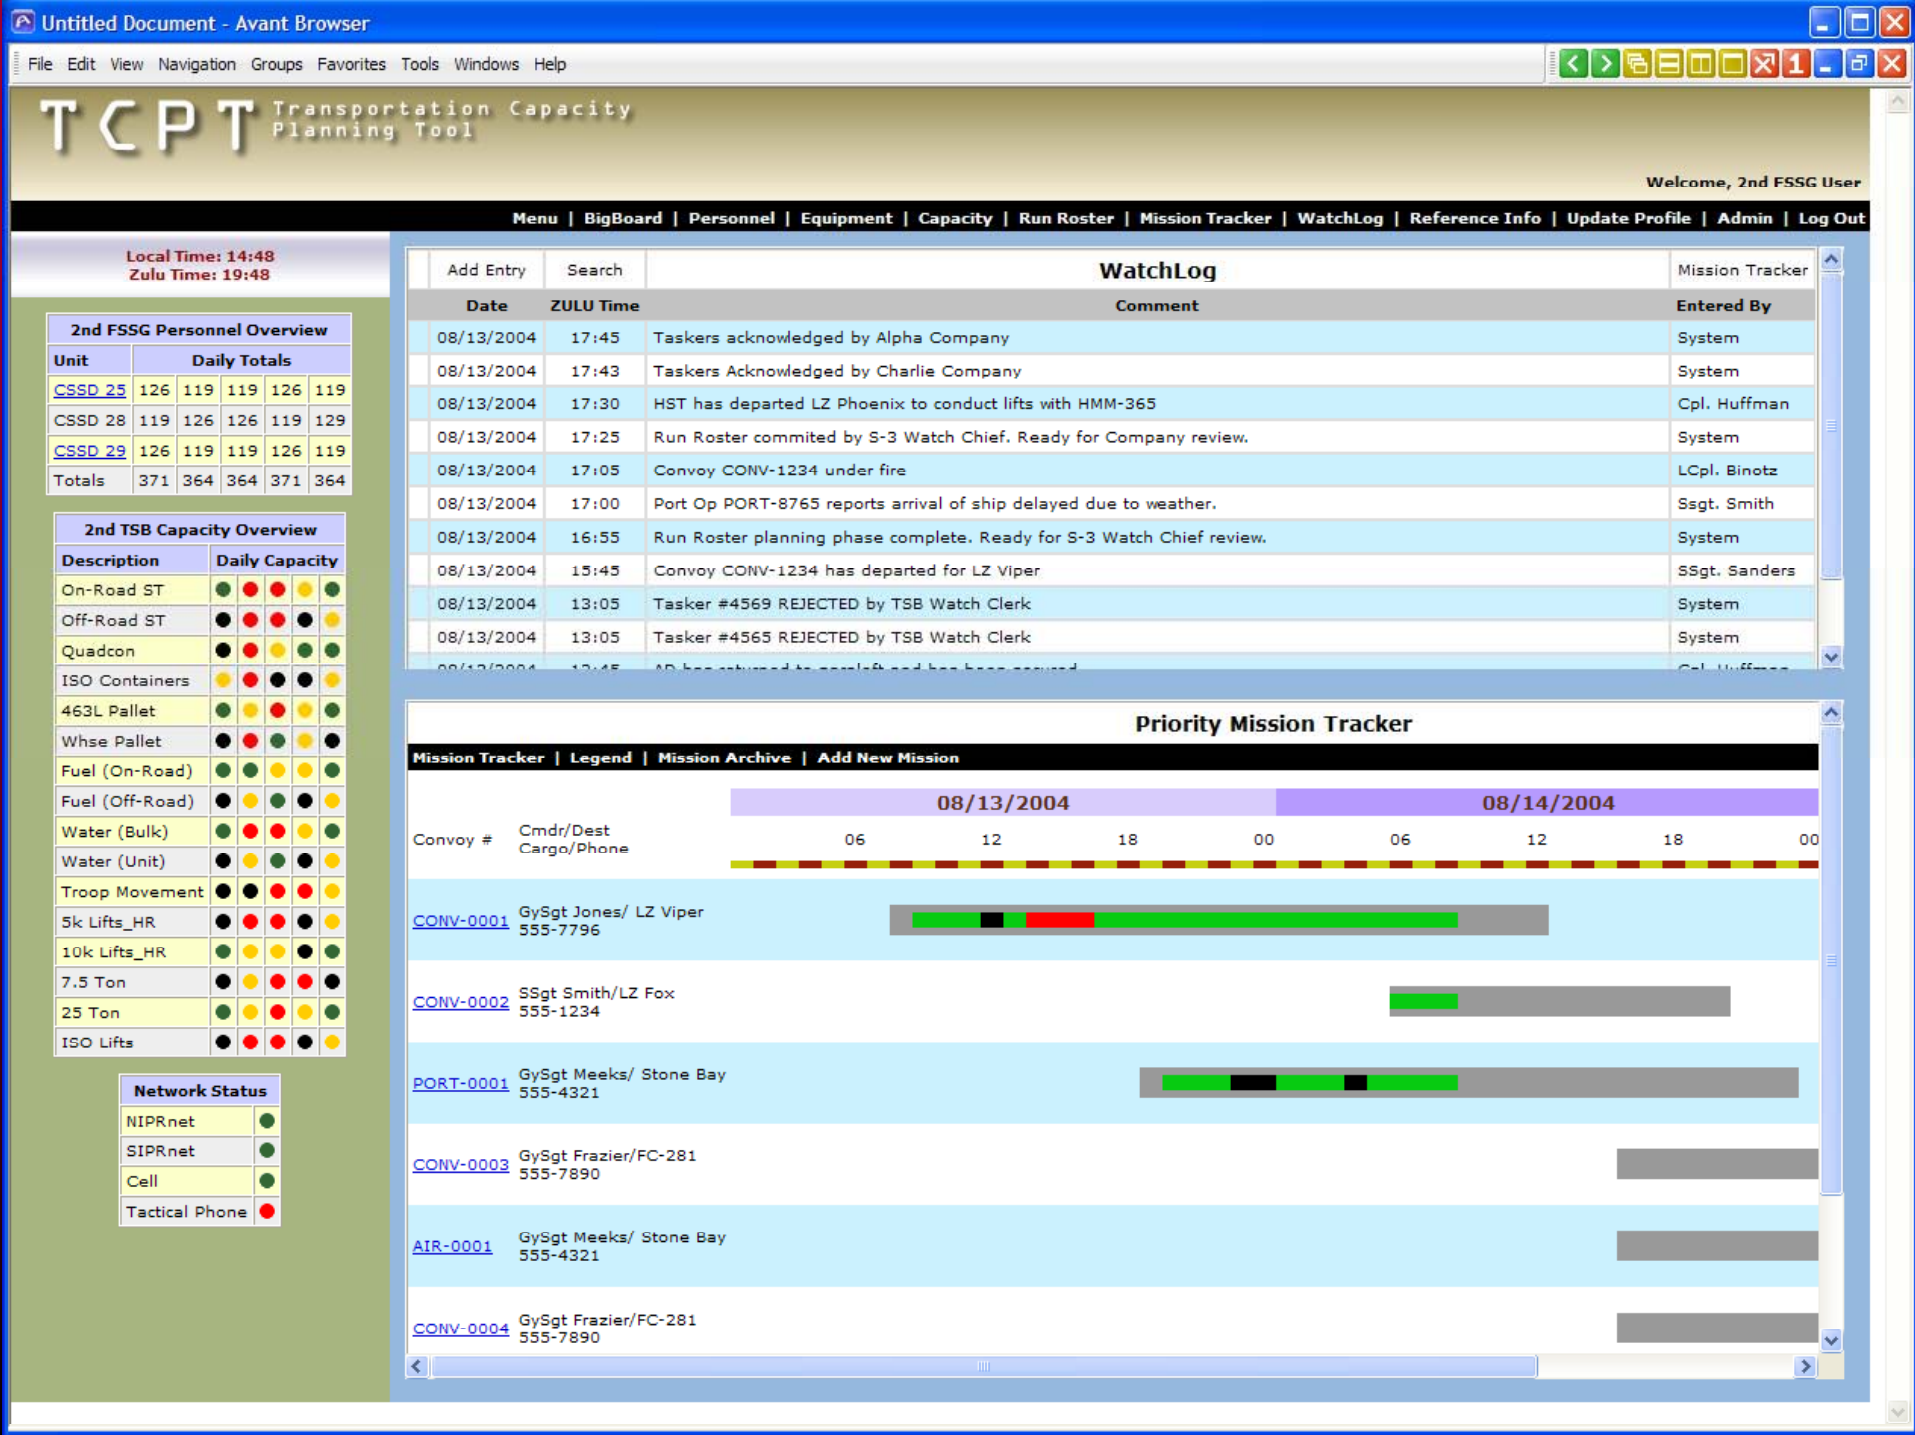 Untitled Document - Avant Browser
File Edit View Navigation Groups Favorites Tools Windows Help
1
TCPT Transportation Capacity
Planning Tool
Welcome, 2nd FSSG User
Menu | BigBoard | Personnel | Equipment | Capacity | Run Roster | Mission Tracker | WatchLog | Reference Info | Update Profile | Admin | Log Out
Local Time: 14:48
Zulu Time: 19:48
2nd FSSG Personnel Overview
Unit Daily Totals
CSSD 25 126 119 119 126 119
CSSD 28 119 126 126 119 129
CSSD 29 126 119 119 126 119
Totals 371 364 364 371 364
2nd TSB Capacity Overview
Description Daily Capacity
On-Road ST
Off-Road ST
Quadcon
ISO Containers
463L Pallet
Whse Pallet
Fuel (On-Road)
Fuel (Off-Road)
Water (Bulk)
Water (Unit)
Troop Movement
5k Lifts_HR
10k Lifts_HR
7.5 Ton
25 Ton
ISO Lifts
Network Status
NIPRnet
SIPRnet
Cell
Tactical Phone
Add Entry Search WatchLog Mission Tracker
Date ZULU Time Comment Entered By
08/13/2004 17:45 Taskers acknowledged by Alpha Company System
08/13/2004 17:43 Taskers Acknowledged by Charlie Company System
08/13/2004 17:30 HST has departed LZ Phoenix to conduct lifts with HMM-365 Cpl. Huffman
08/13/2004 17:25 Run Roster commited by S-3 Watch Chief. Ready for Company review. System
08/13/2004 17:05 Convoy CONV-1234 under fire LCpl. Binotz
08/13/2004 17:00 Port Op PORT-8765 reports arrival of ship delayed due to weather. Ssgt. Smith
08/13/2004 16:55 Run Roster planning phase complete. Ready for S-3 Watch Chief review. System
08/13/2004 15:45 Convoy CONV-1234 has departed for LZ Viper SSgt. Sanders
08/13/2004 13:05 Tasker #4569 REJECTED by TSB Watch Clerk System
08/13/2004 13:05 Tasker #4565 REJECTED by TSB Watch Clerk System
Priority Mission Tracker
Mission Tracker | Legend | Mission Archive | Add New Mission
08/13/2004 08/14/2004
Convoy # Cmdr/Dest
Cargo/Phone
06 12 18 00 06 12 18 00
CONV-0001 GySgt Jones/ LZ Viper
555-7796
CONV-0002 SSgt Smith/LZ Fox
555-1234
PORT-0001 GySgt Meeks/ Stone Bay
555-4321
CONV-0003 GySgt Frazier/FC-281
555-7890
AIR-0001 GySgt Meeks/ Stone Bay
555-4321
CONV-0004 GySgt Frazier/FC-281
555-7890